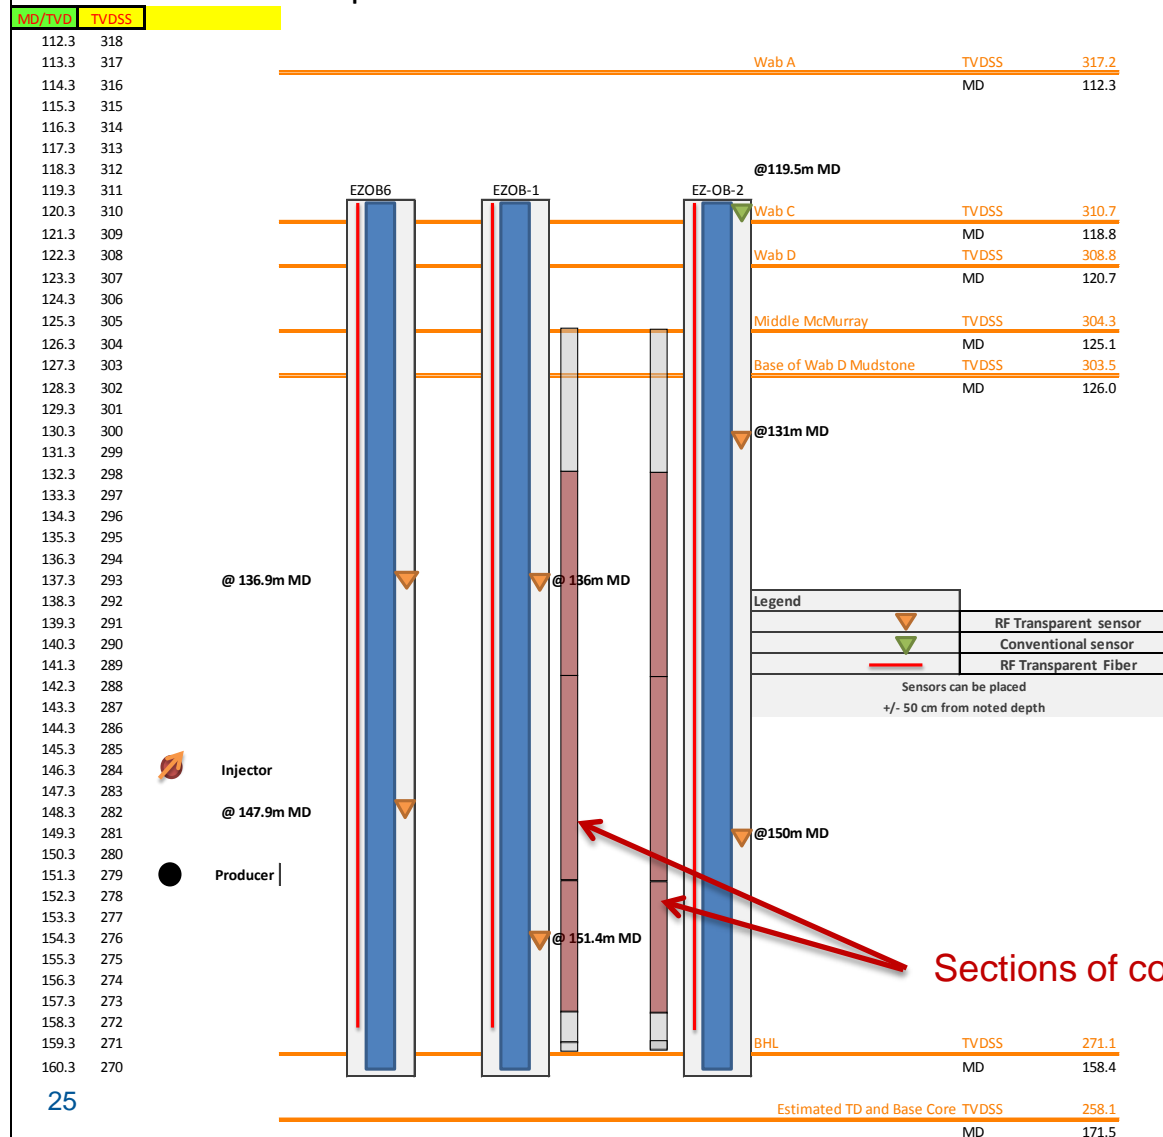 MD/TVD TVDSS
112.3 318
113.3 317 Wab A TVDSS 317.2
114.3 316 MD 112.3
115.3 315
116.3 314
117.3 313
118.3 312 @119.5m MD
119.3 311 EZOB6 EZOB-1 EZ-OB-2
120.3 310 Wab C TVDSS 310.7
121.3 309 MD 118.8
122.3 308 Wab D TVDSS 308.8
123.3 307 MD 120.7
124.3 306
125.3 305 Middle McMurray TVDSS 304.3
126.3 304 MD 125.1
127.3 303 Base of Wab D Mudstone TVDSS 303.5
128.3 302 MD 126.0
129.3 301
130.3 300 @131m MD
131.3 299
132.3 298
133.3 297
134.3 296
135.3 295
136.3 294
137.3 293 @ 136.9m MD @ 136m MD
138.3 292 Legend
139.3 291 RF Transparent sensor
140.3 290 Conventional sensor
141.3 289 RF Transparent Fiber
142.3 288 Sensors can be placed
143.3 287 +/- 50 cm from noted depth
144.3 286
145.3 285
146.3 284 Injector
147.3 283
148.3 282 @ 147.9m MD
149.3 281 @150m MD
150.3 280
151.3 279 Producer
152.3 278
153.3 277
154.3 276 @ 151.4m MD
155.3 275 Sections of co
156.3 274
157.3 273
158.3 272
159.3 271 BHL TVDSS 271.1
160.3 270 MD 158.4
25 Estimated TD and Base Core TVDSS 258.1
MD 171.5